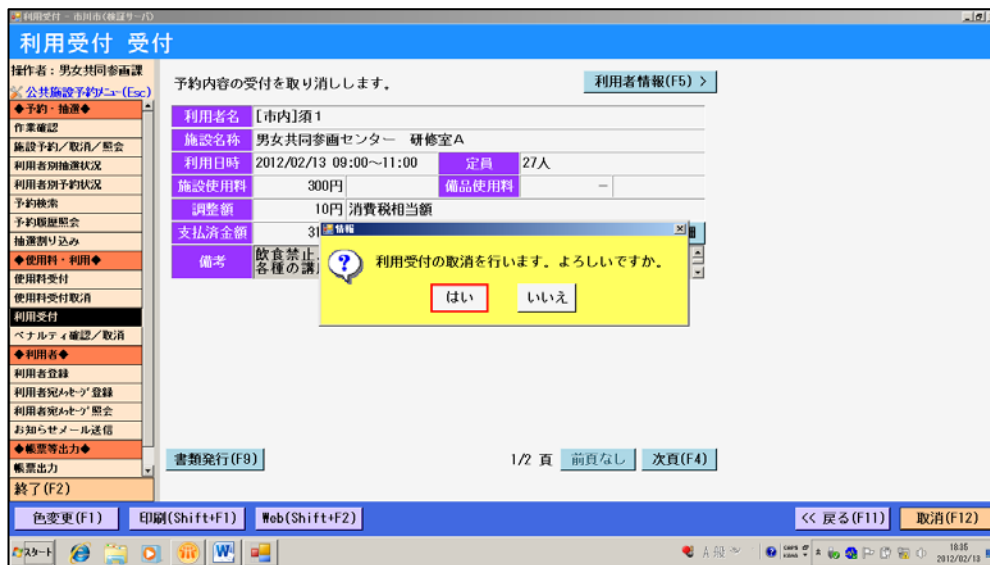 利用受付 - 市川市(検証サーバ)
利用受付 受付
操作者：男女共同参画課
公共施設予約ﾒﾆｭｰ(Esc)
◆予約・抽選◆
作業確認
施設予約／取消／照会
利用者別抽選状況
利用者別予約状況
予約検索
予約履歴照会
抽選割り込み
◆使用料・利用◆
使用料受付
使用料受付取消
利用受付
ペナルティ確認／取消
◆利用者◆
利用者登録
利用者宛ﾒｯｾｰｼﾞ登録
利用者宛ﾒｯｾｰｼﾞ照会
お知らせメール送信
◆帳票等出力◆
帳票出力
終了(F2)
予約内容の受付を取り消しします。
利用者情報(F5) >
利用者名 [市内]須1
施設名称 男女共同参画センター 研修室A
利用日時 2012/02/13 09:00～11:00 定員 27人
施設使用料 300円 備品使用料 －
調整額 10円 消費税相当額
支払済金額 31
備考 飲食禁止
各種の講
情報
利用受付の取消を行います。よろしいですか。
はい いいえ
書類発行(F9) 1/2 頁 前頁なし 次頁(F4)
色変更(F1) 印刷(Shift+F1) Web(Shift+F2) << 戻る(F11) 取消(F12)
スタート A 般 CAPS KANA 18:35
2012/02/13